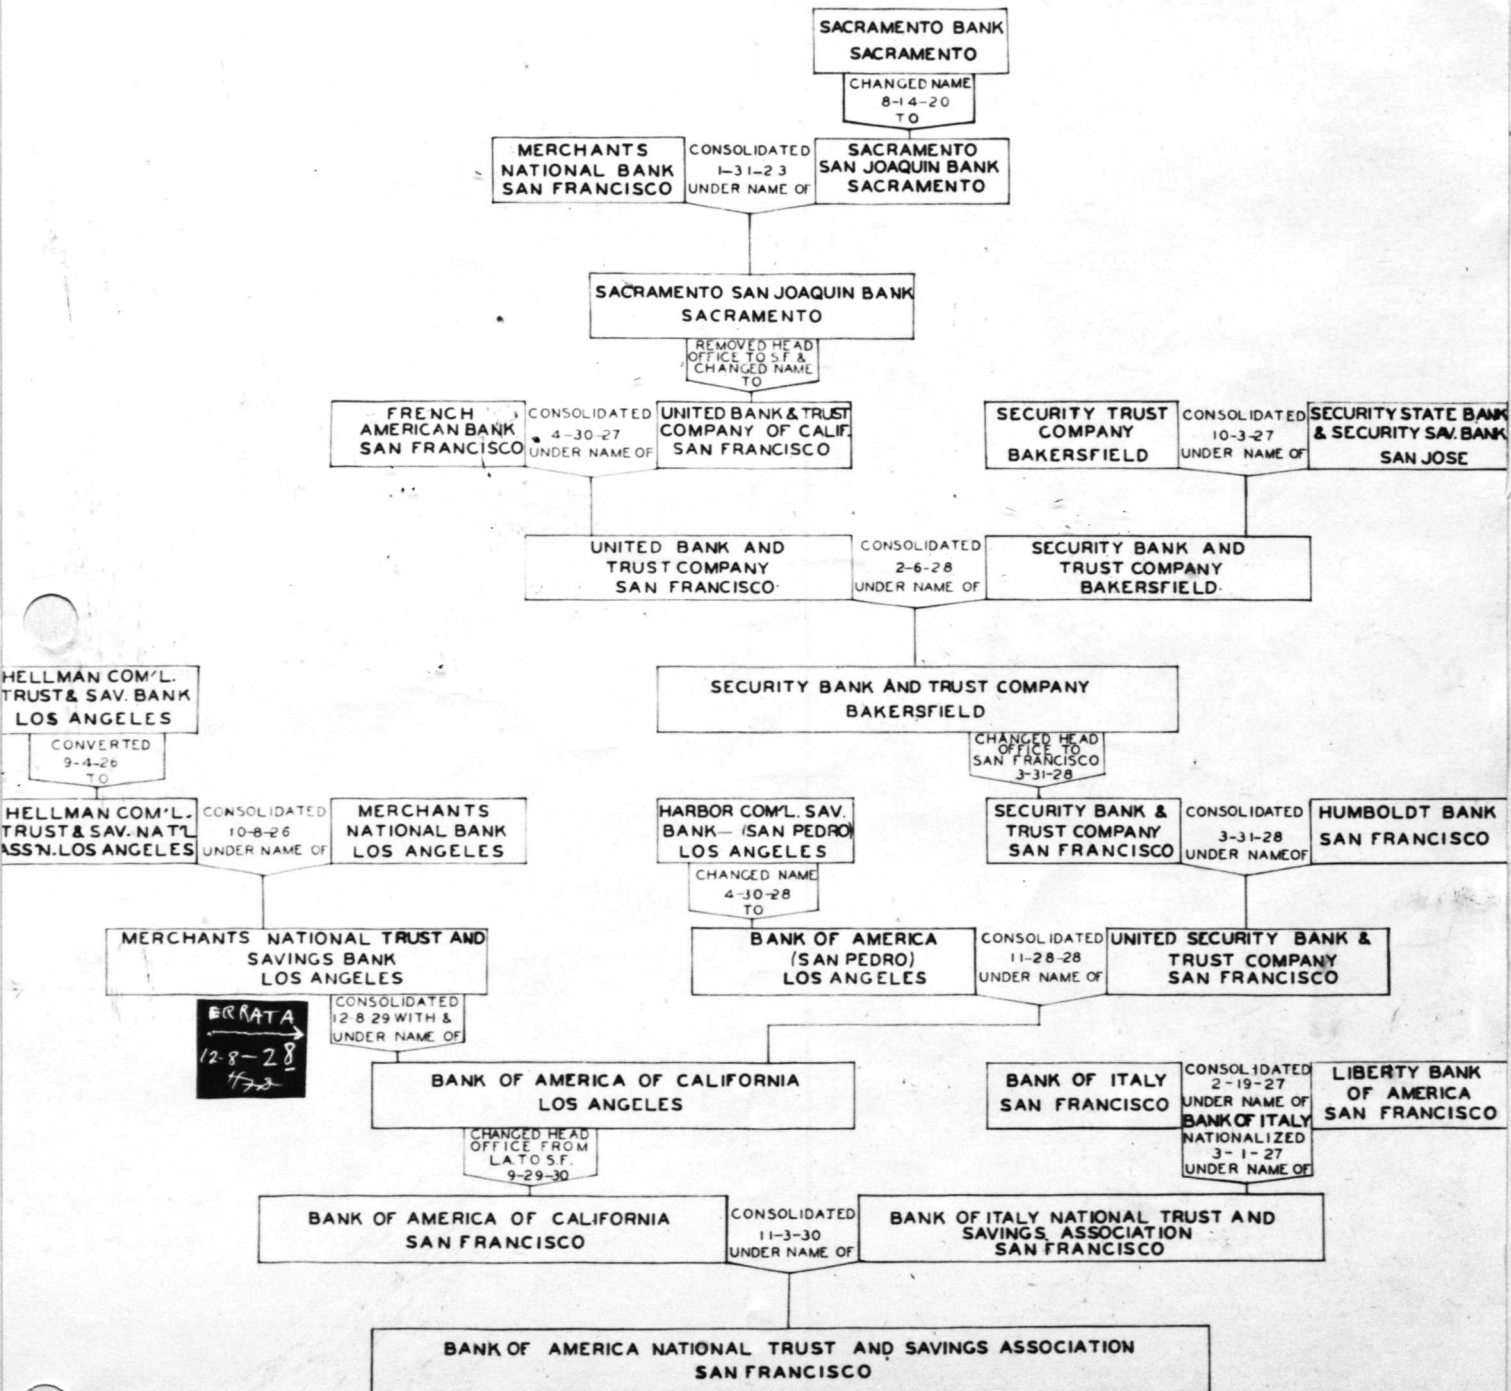 SACRAMENTO BANK
SACRAMENTO
CHANGED NAME
8-14-20
TO
MERCHANTS
NATIONAL BANK
SAN FRANCISCO
CONSOLIDATED
1-31-23
UNDER NAME OF
SACRAMENTO
SAN JOAQUIN BANK
SACRAMENTO
SACRAMENTO SAN JOAQUIN BANK
SACRAMENTO
REMOVED HEAD
OFFICE TO S.F. &
CHANGED NAME
TO
FRENCH
AMERICAN BANK
SAN FRANCISCO
CONSOLIDATED
4-30-27
UNDER NAME OF
UNITED BANK & TRUST
COMPANY OF CALIF.
SAN FRANCISCO
SECURITY TRUST
COMPANY
BAKERSFIELD
CONSOLIDATED
10-3-27
UNDER NAME OF
SECURITY STATE BANK
& SECURITY SAV. BANK
SAN JOSE
UNITED BANK AND
TRUST COMPANY
SAN FRANCISCO
CONSOLIDATED
2-6-28
UNDER NAME OF
SECURITY BANK AND
TRUST COMPANY
BAKERSFIELD
HELLMAN COM'L.
TRUST & SAV. BANK
LOS ANGELES
CONVERTED
9-4-26
TO
SECURITY BANK AND TRUST COMPANY
BAKERSFIELD
CHANGED HEAD
OFFICE TO
SAN FRANCISCO
3-31-28
HELLMAN COM'L.
TRUST & SAV. NAT'L
ASS'N. LOS ANGELES
CONSOLIDATED
10-8-26
UNDER NAME OF
MERCHANTS
NATIONAL BANK
LOS ANGELES
HARBOR COM'L. SAV.
BANK— (SAN PEDRO)
LOS ANGELES
CHANGED NAME
4-30-28
TO
SECURITY BANK &
TRUST COMPANY
SAN FRANCISCO
CONSOLIDATED
3-31-28
UNDER NAME OF
HUMBOLDT BANK
SAN FRANCISCO
MERCHANTS NATIONAL TRUST AND
SAVINGS BANK
LOS ANGELES
BANK OF AMERICA
(SAN PEDRO)
LOS ANGELES
CONSOLIDATED
11-28-28
UNDER NAME OF
UNITED SECURITY BANK &
TRUST COMPANY
SAN FRANCISCO
ERRATA
12-8-28
CONSOLIDATED
12-8 29 WITH &
UNDER NAME OF
BANK OF AMERICA OF CALIFORNIA
LOS ANGELES
BANK OF ITALY
SAN FRANCISCO
CONSOLIDATED
2-19-27
UNDER NAME OF
BANK OF ITALY
NATIONALIZED
3-1-27
UNDER NAME OF
LIBERTY BANK
OF AMERICA
SAN FRANCISCO
CHANGED HEAD
OFFICE FROM
L.A. TO S.F.
9-29-30
BANK OF AMERICA OF CALIFORNIA
SAN FRANCISCO
CONSOLIDATED
11-3-30
UNDER NAME OF
BANK OF ITALY NATIONAL TRUST AND
SAVINGS ASSOCIATION
SAN FRANCISCO
BANK OF AMERICA NATIONAL TRUST AND SAVINGS ASSOCIATION
SAN FRANCISCO